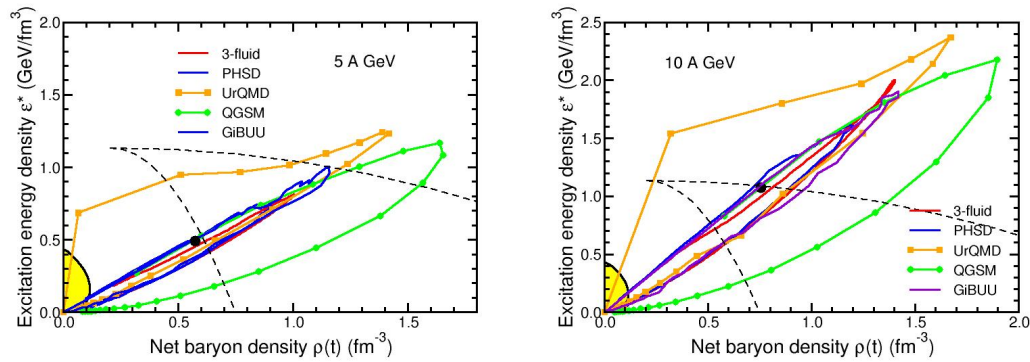 2.0
1.5
1.0
0.5
0.0
0.0
0.5
1.0
1.5
Excitation energy density ε* (GeV/fm³)
Net baryon density ρ(t) (fm⁻³)
5 A GeV
3-fluid
PHSD
UrQMD
QGSM
GiBUU
2.5
2.0
1.5
1.0
0.5
0.0
0.0
0.5
1.0
1.5
2.0
Excitation energy density ε* (GeV/fm³)
Net baryon density ρ(t) (fm⁻³)
10 A GeV
3-fluid
PHSD
UrQMD
QGSM
GiBUU